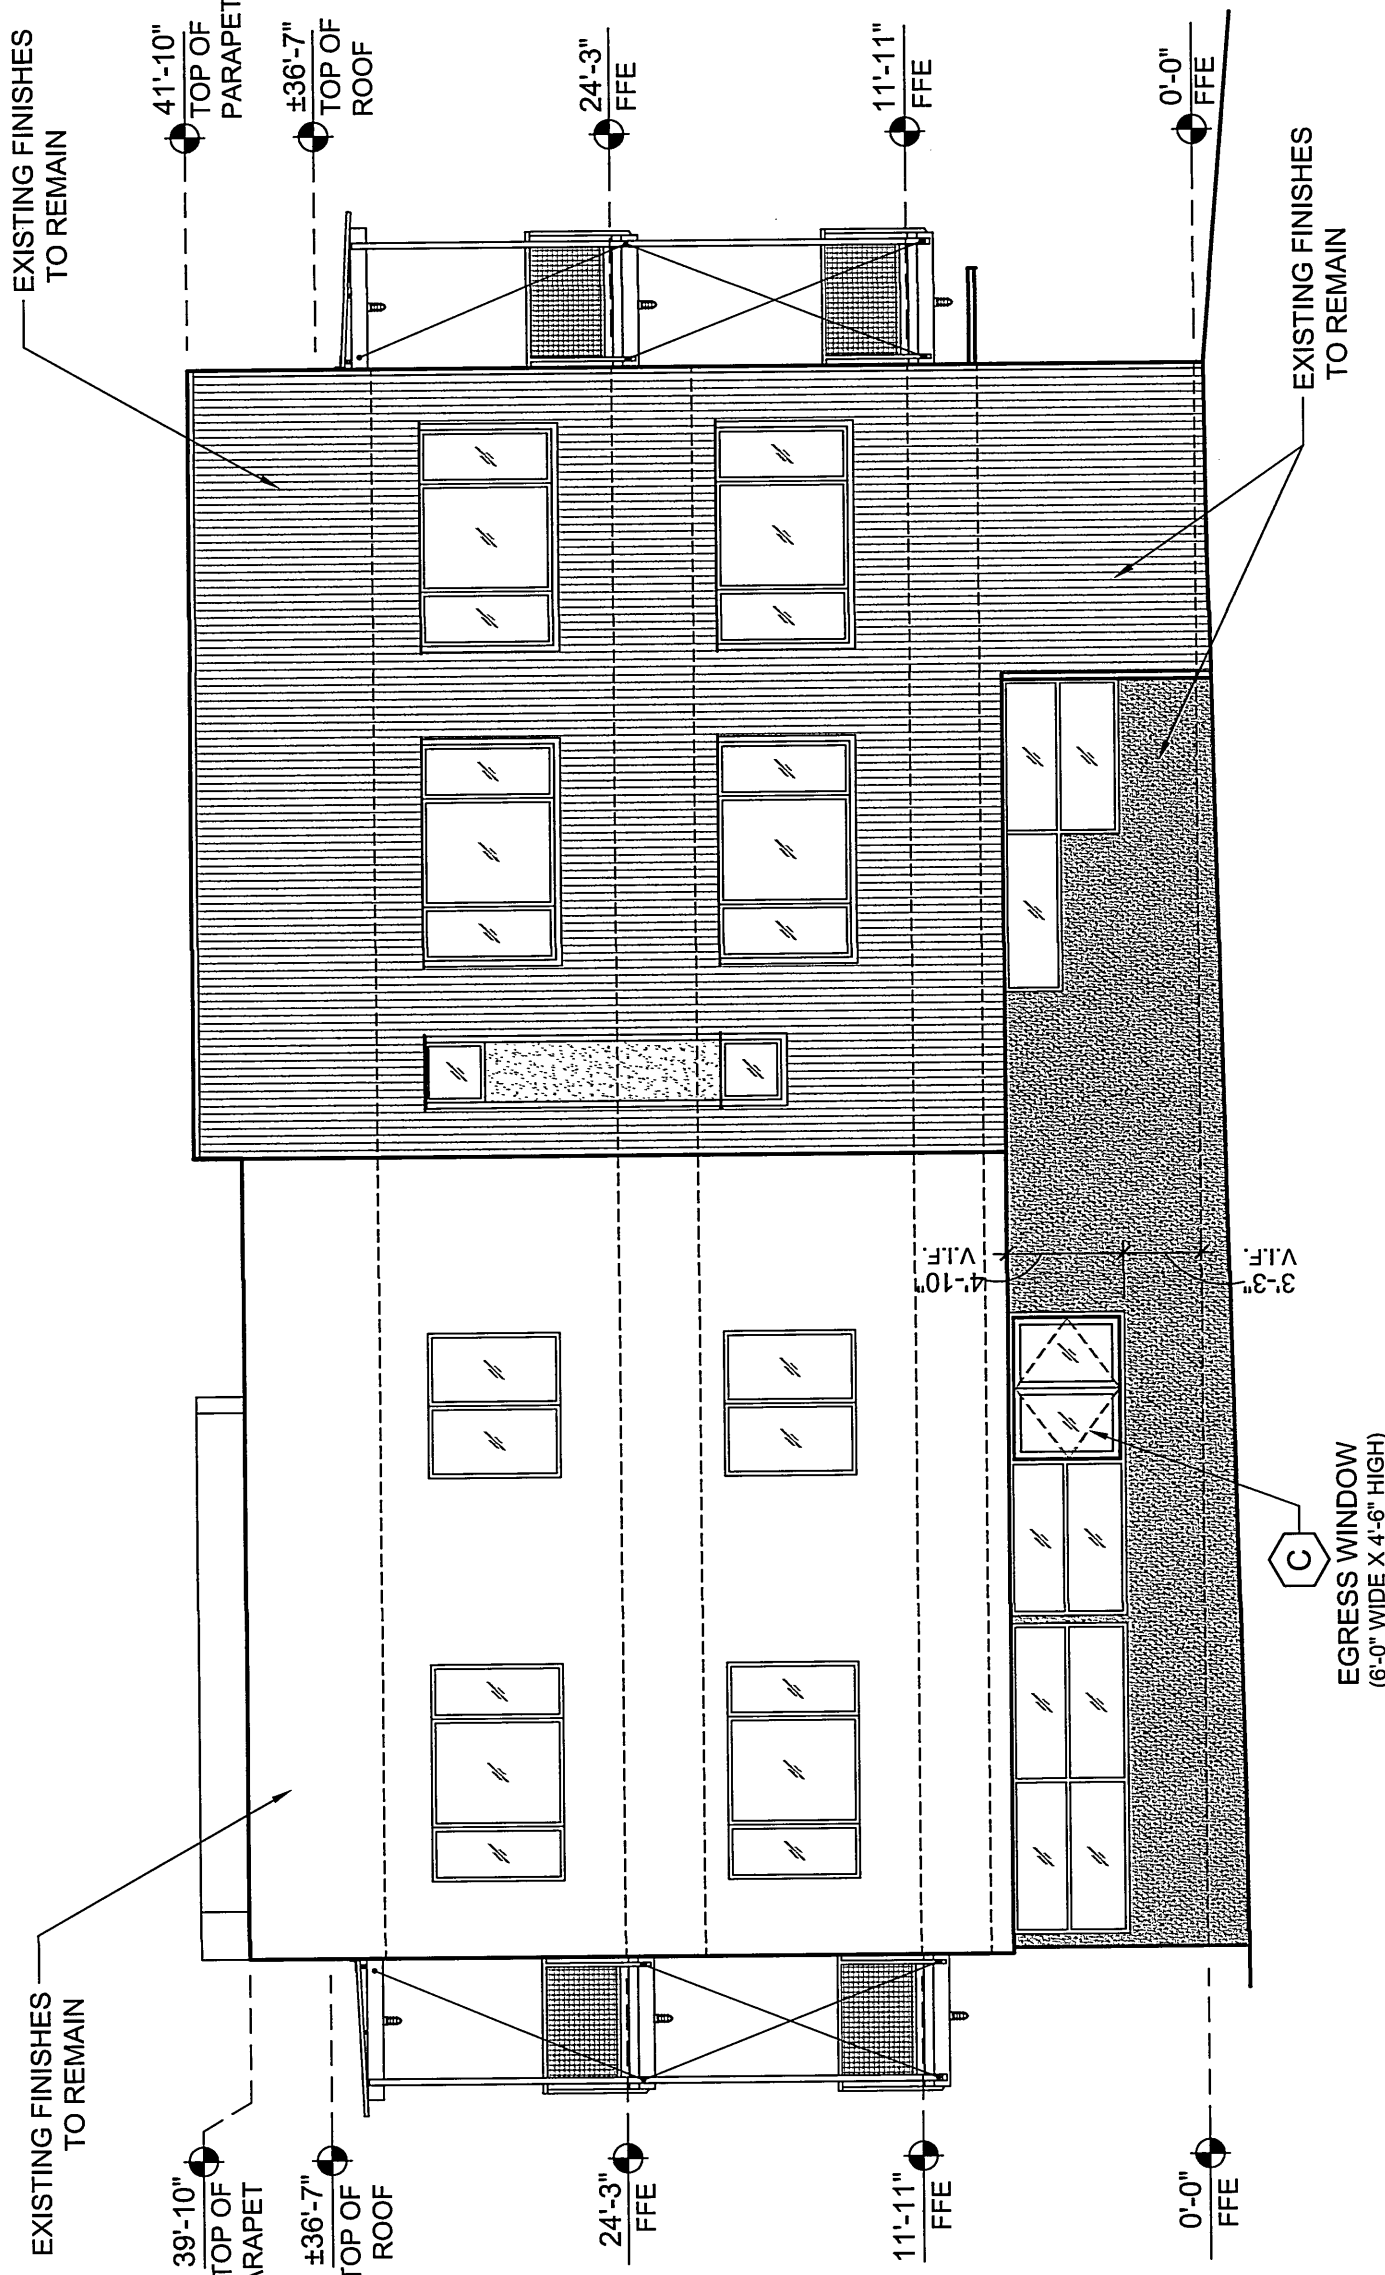 EXISTING FINISHES
TO REMAIN
EXISTING FINISHES
TO REMAIN
39'-10"
TOP OF
ARAPET
±36'-7"
TOP OF
ROOF
24'-3"
FFE
11'-11"
FFE
0'-0"
FFE
41'-10"
TOP OF
PARAPET
±36'-7"
TOP OF
ROOF
24'-3"
FFE
11'-11"
FFE
0'-0"
FFE
4'-10"
V.I.F.
3'-3"
V.I.F.
C
EGRESS WINDOW
(6'-0" WIDE X 4'-6" HIGH)
EXISTING FINISHES
TO REMAIN